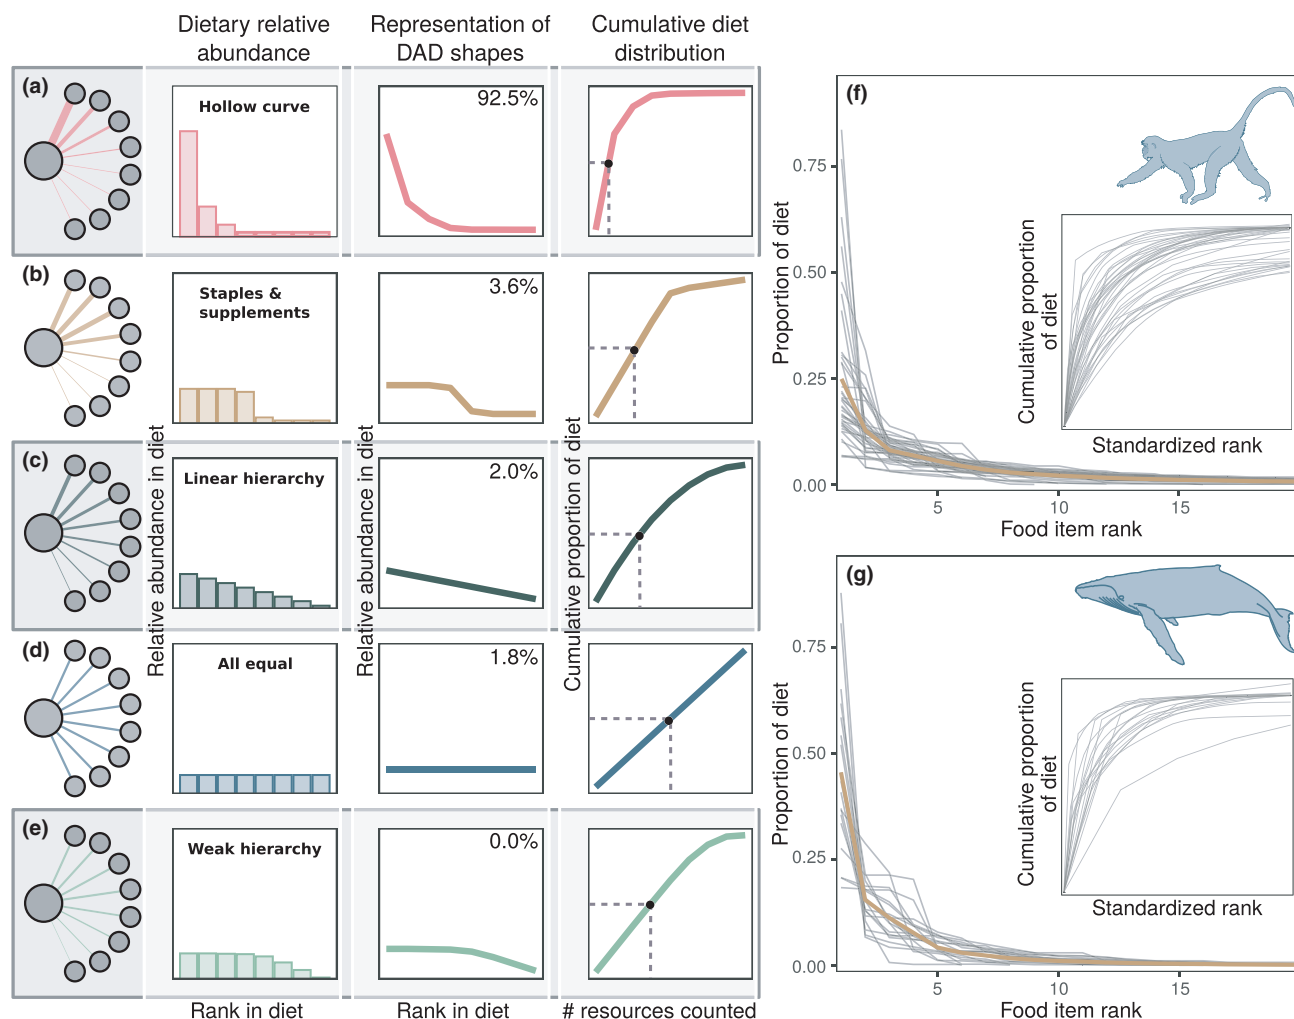 Dietary relative
abundance
Representation of
DAD shapes
Cumulative diet
distribution
(a)
Hollow curve
92.5%
(b)
Staples &
supplements
3.6%
(c)
Linear hierarchy
2.0%
(d)
All equal
1.8%
(e)
Weak hierarchy
0.0%
Relative abundance in diet
Relative abundance in diet
Cumulative proportion of diet
Rank in diet
Rank in diet
# resources counted
(f)
Proportion of diet
0.75
0.50
0.25
0.00
5
10
15
Food item rank
Cumulative proportion
of diet
Standardized rank
(g)
Proportion of diet
0.75
0.50
0.25
0.00
5
10
15
Food item rank
Cumulative proportion
of diet
Standardized rank